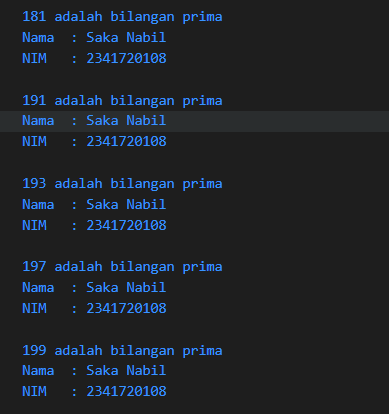 181 adalah bilangan prima
Nama  : Saka Nabil
NIM   : 2341720108

191 adalah bilangan prima
Nama  : Saka Nabil
NIM   : 2341720108

193 adalah bilangan prima
Nama  : Saka Nabil
NIM   : 2341720108

197 adalah bilangan prima
Nama  : Saka Nabil
NIM   : 2341720108

199 adalah bilangan prima
Nama  : Saka Nabil
NIM   : 2341720108